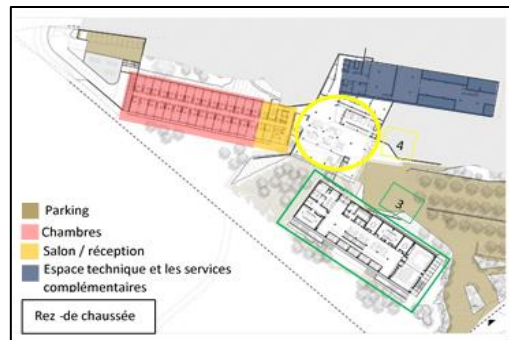 4
3
Parking
Chambres
Salon / réception
Espace technique et les services
complémentaires
Rez -de chaussée